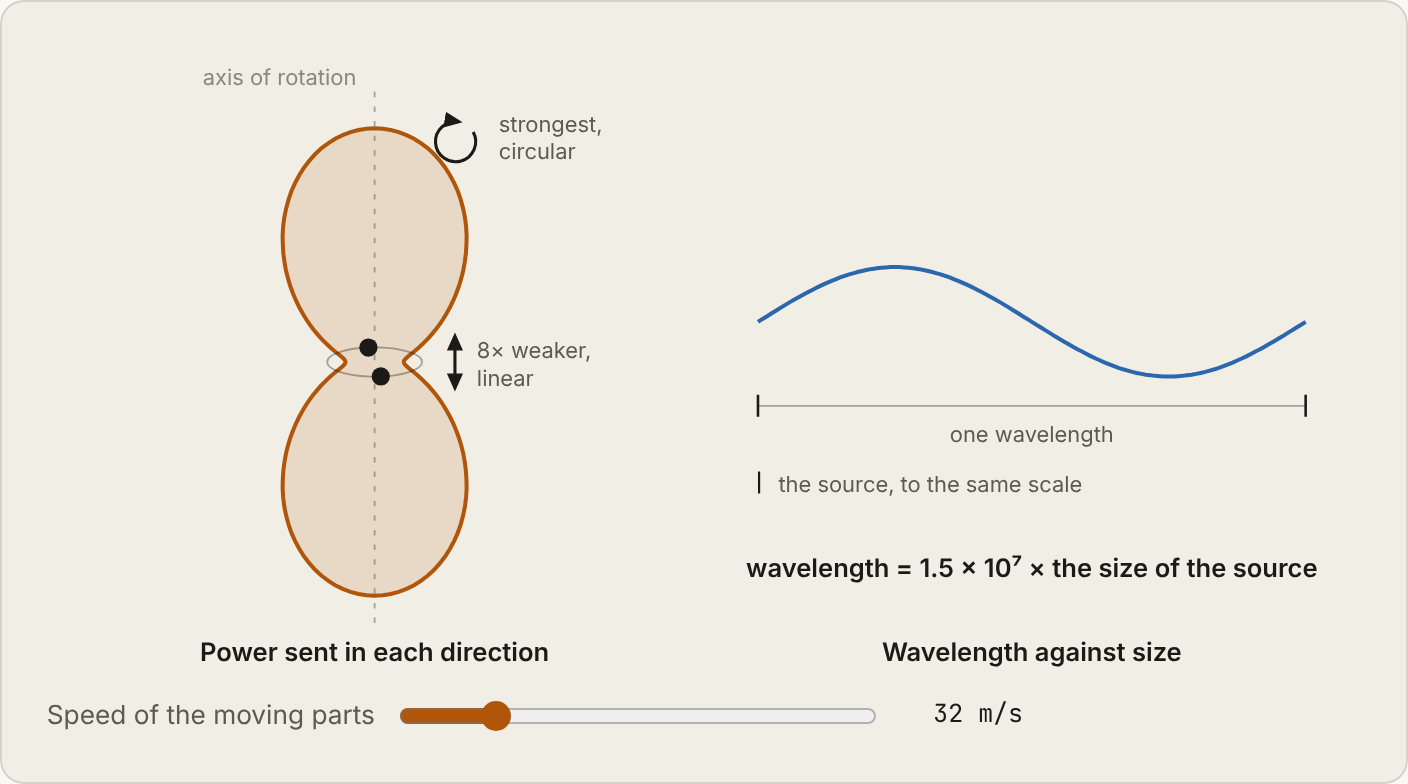 axis of rotation
strongest,
circular
8× weaker,
linear
one wavelength
the source, to the same scale
wavelength = 1.5 × 10⁷ × the size of the source
Power sent in each direction
Wavelength against size
Speed of the moving parts
32 m/s